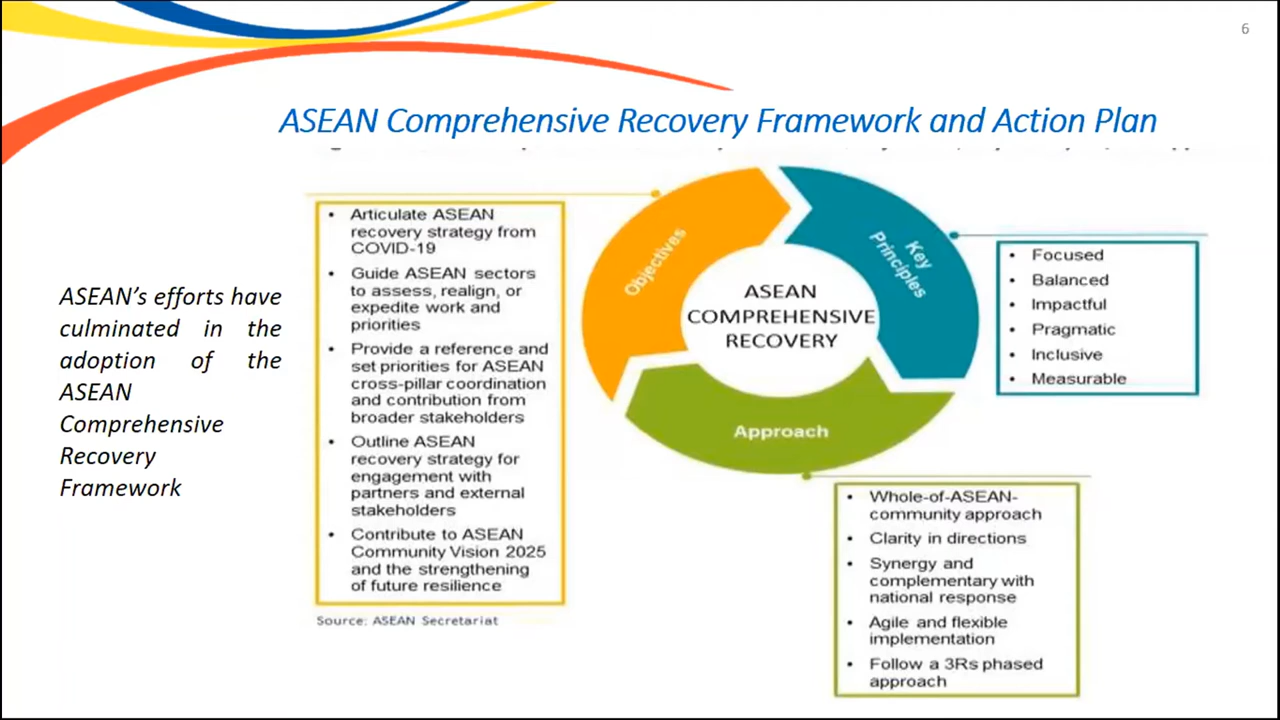 6
ASEAN Comprehensive Recovery Framework and Action Plan
ASEAN's efforts have
culminated in the
adoption of the
ASEAN
Comprehensive
Recovery
Framework
• Articulate ASEAN
recovery strategy from
COVID-19
• Guide ASEAN sectors
to assess, realign, or
expedite work and
priorities
• Provide a reference and
set priorities for ASEAN
cross-pillar coordination
and contribution from
broader stakeholders
• Outline ASEAN
recovery strategy for
engagement with
partners and external
stakeholders
• Contribute to ASEAN
Community Vision 2025
and the strengthening
of future resilience
Source: ASEAN Secretariat
Objectives
Key
Principles
ASEAN
COMPREHENSIVE
RECOVERY
Approach
• Focused
• Balanced
• Impactful
• Pragmatic
• Inclusive
• Measurable
• Whole-of-ASEAN-
community approach
• Clarity in directions
• Synergy and
complementary with
national response
• Agile and flexible
implementation
• Follow a 3Rs phased
approach